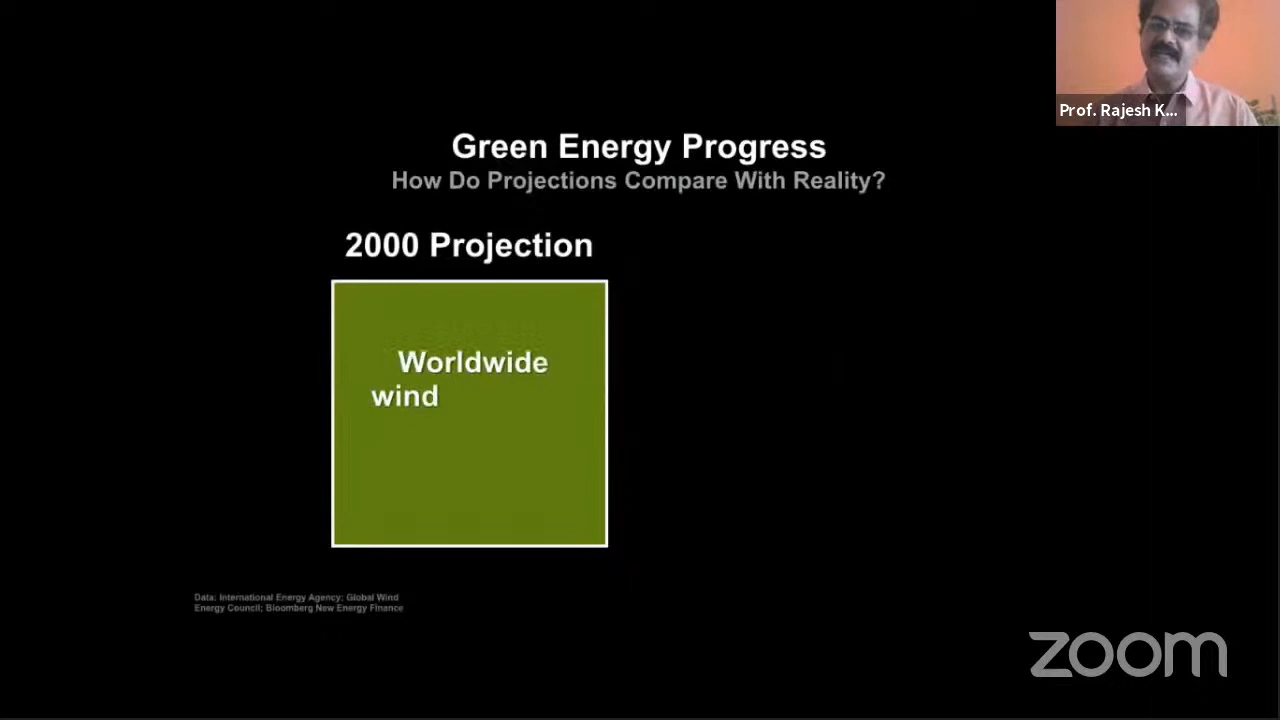 Prof. Rajesh K...
Green Energy Progress
How Do Projections Compare With Reality?
2000 Projection
Worldwide
wind
Data: International Energy Agency; Global Wind
Energy Council; Bloomberg New Energy Finance
zoom